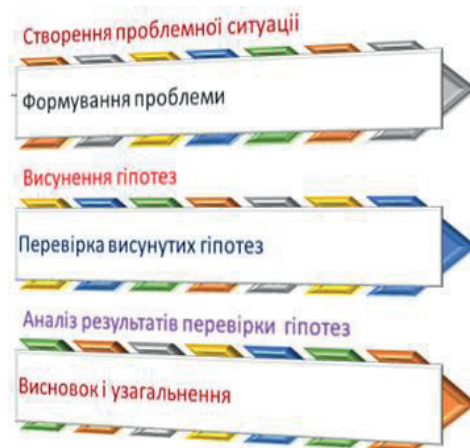 Створення проблемної ситуації
Формування проблеми
Висунення гіпотез
Перевірка висунутих гіпотез
Аналіз результатів перевірки гіпотез
Висновок і узагальнення